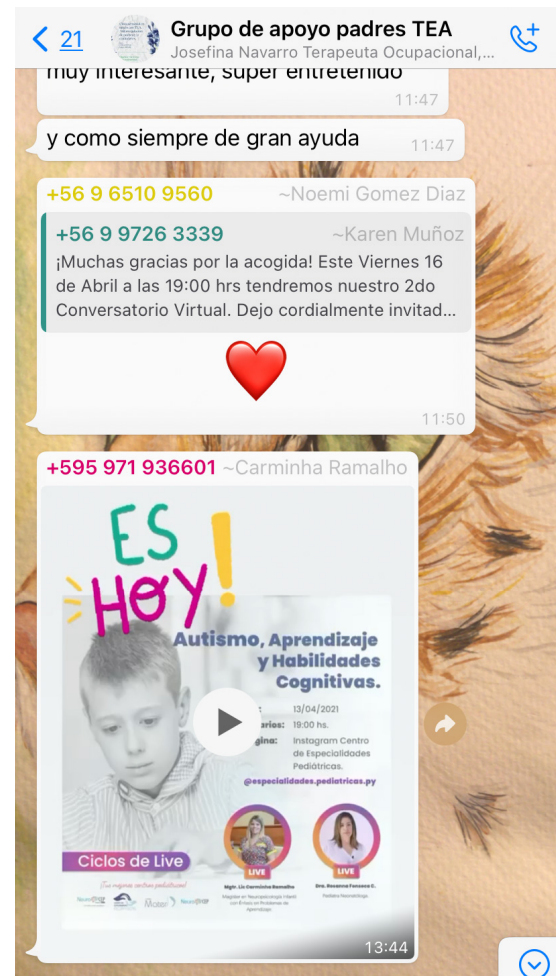 21
Grupo de apoyo padres TEA
Josefina Navarro Terapeuta Ocupacional,...
muy interesante, súper entretenido
11:47
y como siempre de gran ayuda
11:47
+56 9 6510 9560 ~Noemi Gomez Diaz
+56 9 9726 3339 ~Karen Muñoz
¡Muchas gracias por la acogida! Este Viernes 16
de Abril a las 19:00 hrs tendremos nuestro 2do
Conversatorio Virtual. Dejo cordialmente invitad...
11:50
+595 971 936601 ~Carminha Ramalho
ES
HOY!
Autismo, Aprendizaje
y Habilidades
Cognitivas.
13/04/2021
19:00 hs.
Instagram Centro
de Especialidades
Pediátricas.
@especialidades.pediatricas.py
LIVE
LIVE
Ciclos de Live
Mgtr. Lic Carminha Ramalho
Dra. Rosanna Fonseca C.
13:44